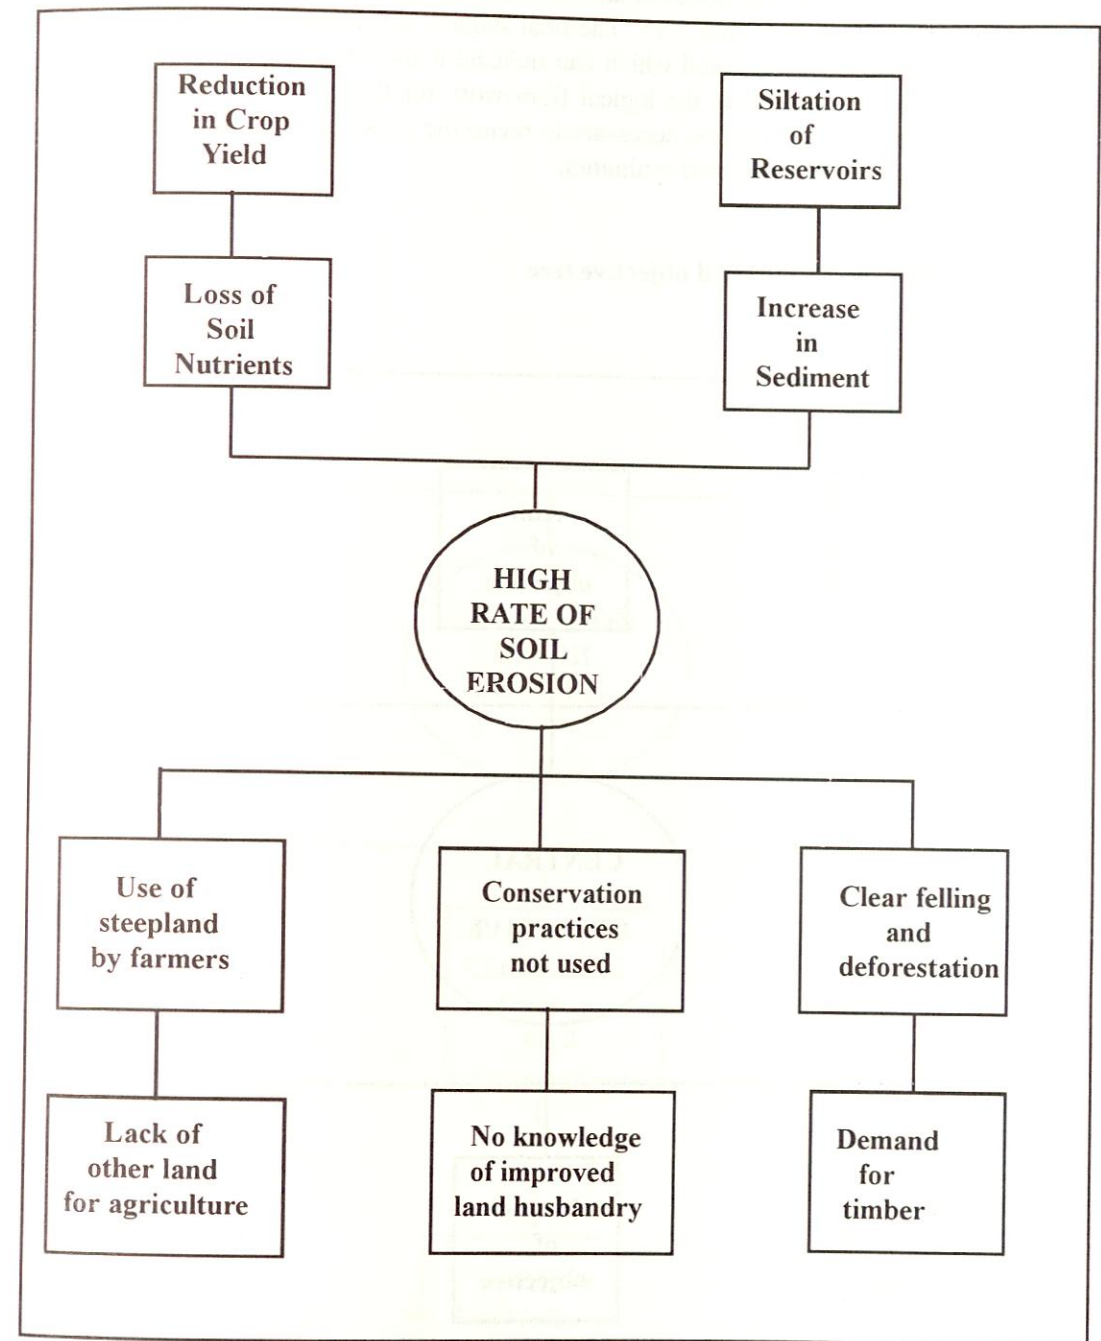 Reduction
in Crop
Yield
Siltation
of
Reservoirs
Loss of
Soil
Nutrients
Increase
in
Sediment
HIGH
RATE OF
SOIL
EROSION
Use of
steepland
by farmers
Conservation
practices
not used
Clear felling
and
deforestation
Lack of
other land
for agriculture
No knowledge
of improved
land husbandry
Demand
for
timber